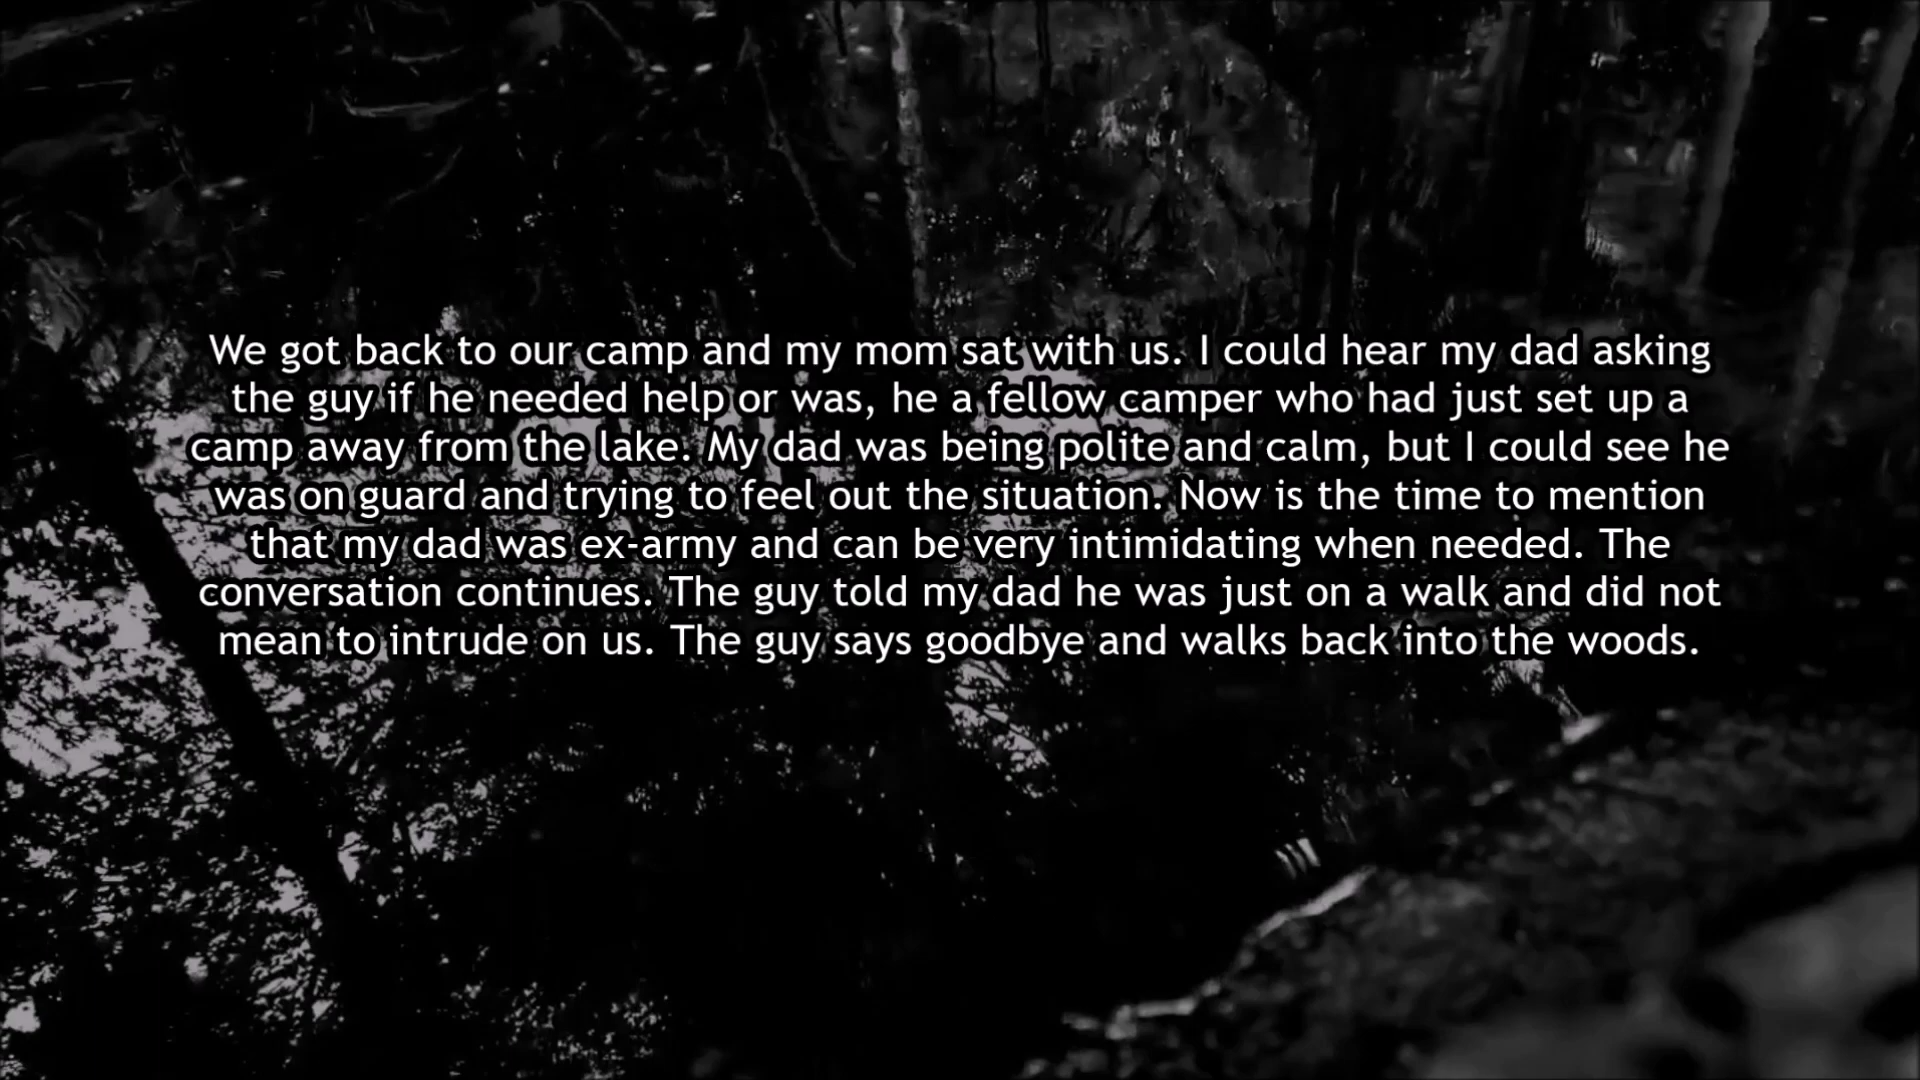 We got back to our camp and my mom sat with us. I could hear my dad asking
the guy if he needed help or was, he a fellow camper who had just set up a
camp away from the lake. My dad was being polite and calm, but I could see he
was on guard and trying to feel out the situation. Now is the time to mention
that my dad was ex-army and can be very intimidating when needed. The
conversation continues. The guy told my dad he was just on a walk and did not
mean to intrude on us. The guy says goodbye and walks back into the woods.